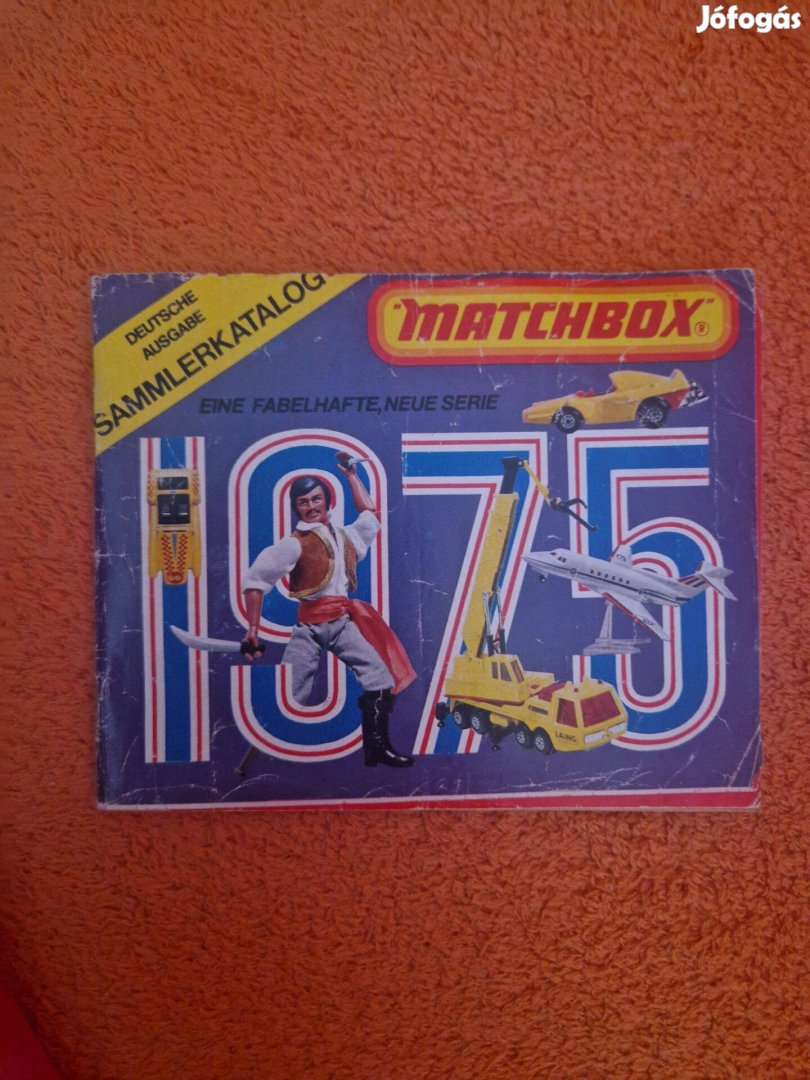 Jófogás
DEUTSCHE
AUSGABE
SAMMLERKATALOG
"MATCHBOX"®
EINE FABELHAFTE, NEUE SERIE
1975
LAING